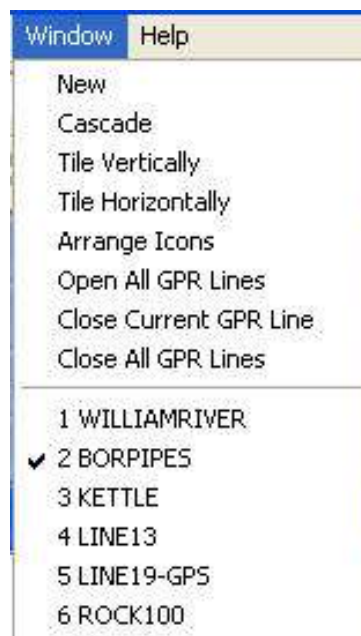 Window Help
New
Cascade
Tile Vertically
Tile Horizontally
Arrange Icons
Open All GPR Lines
Close Current GPR Line
Close All GPR Lines
1 WILLIAMRIVER
2 BORPIPES
3 KETTLE
4 LINE13
5 LINE19-GPS
6 ROCK100